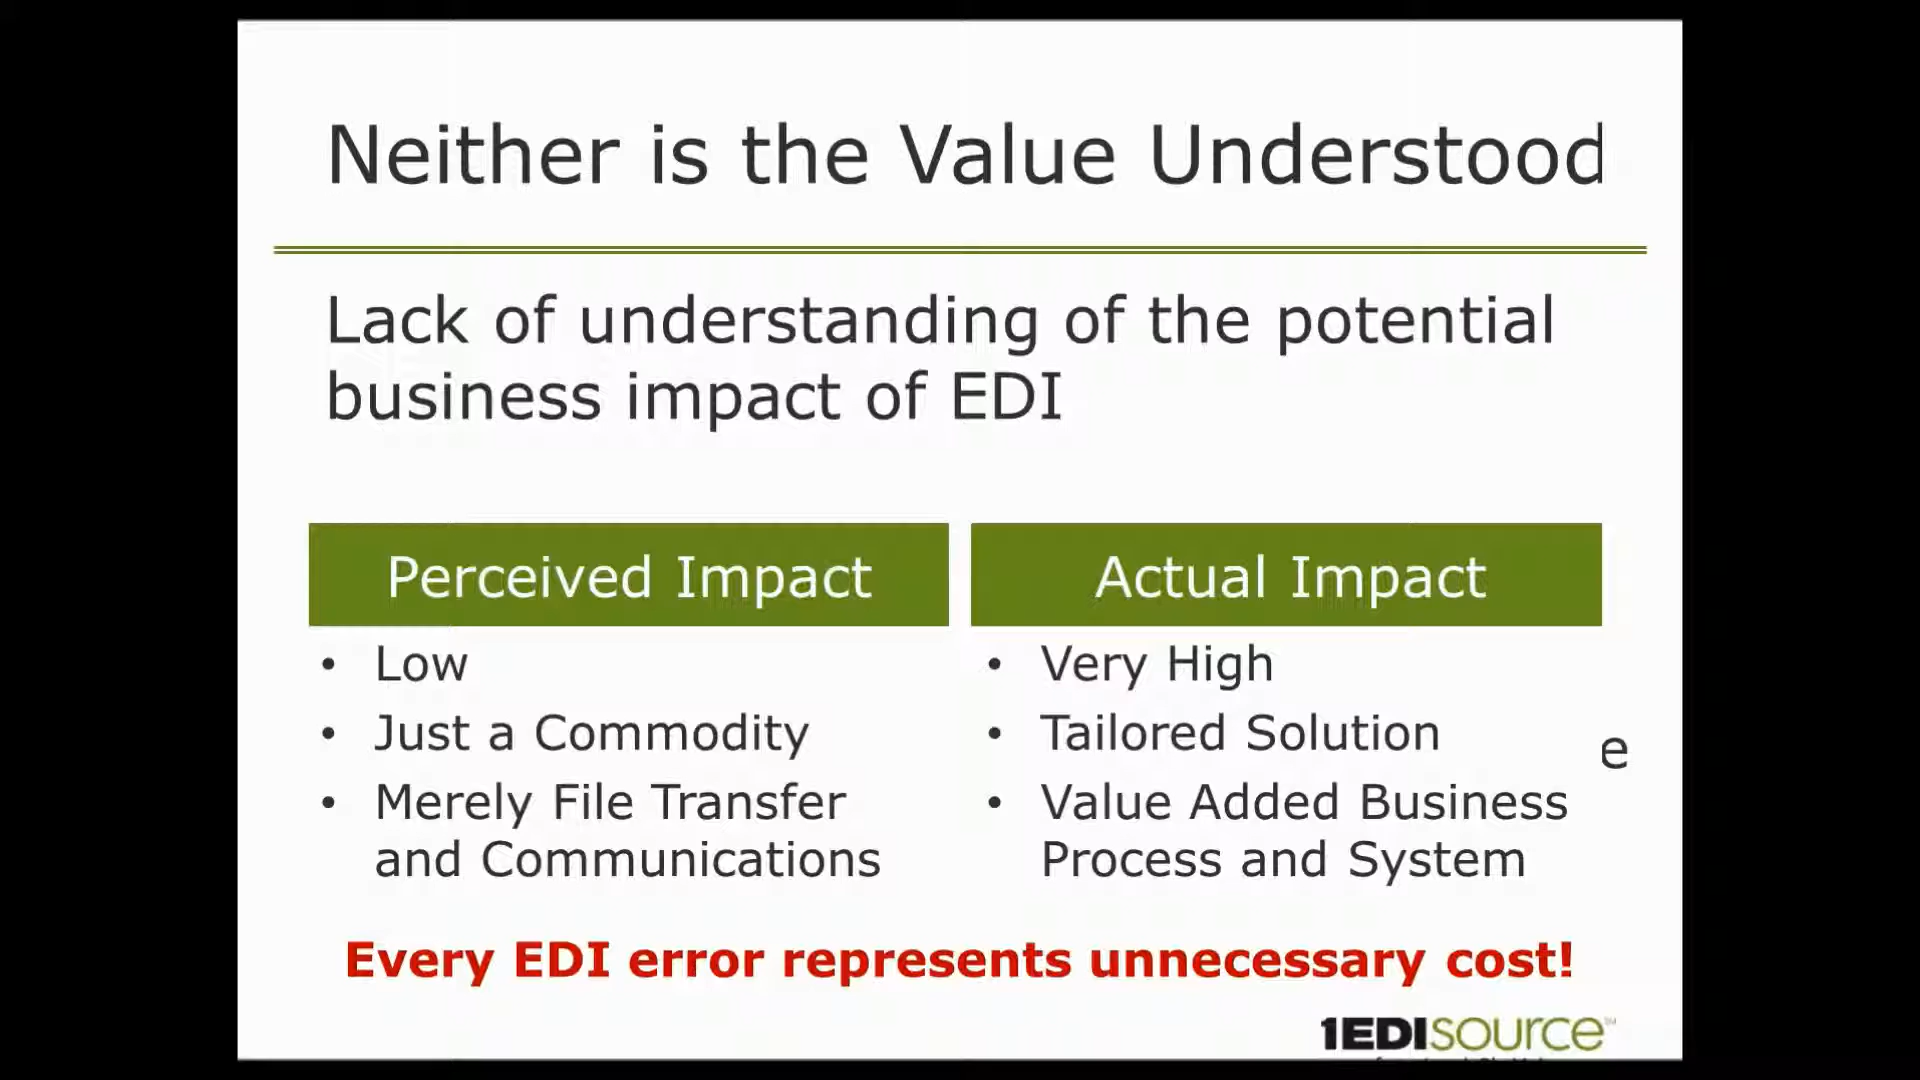 Neither is the Value Understood
Lack of understanding of the potential
business impact of EDI
Perceived Impact
• Low
• Just a Commodity
• Merely File Transfer
and Communications
Actual Impact
• Very High
• Tailored Solution
• Value Added Business
Process and System
e
Every EDI error represents unnecessary cost!
1EDISOURCE℠